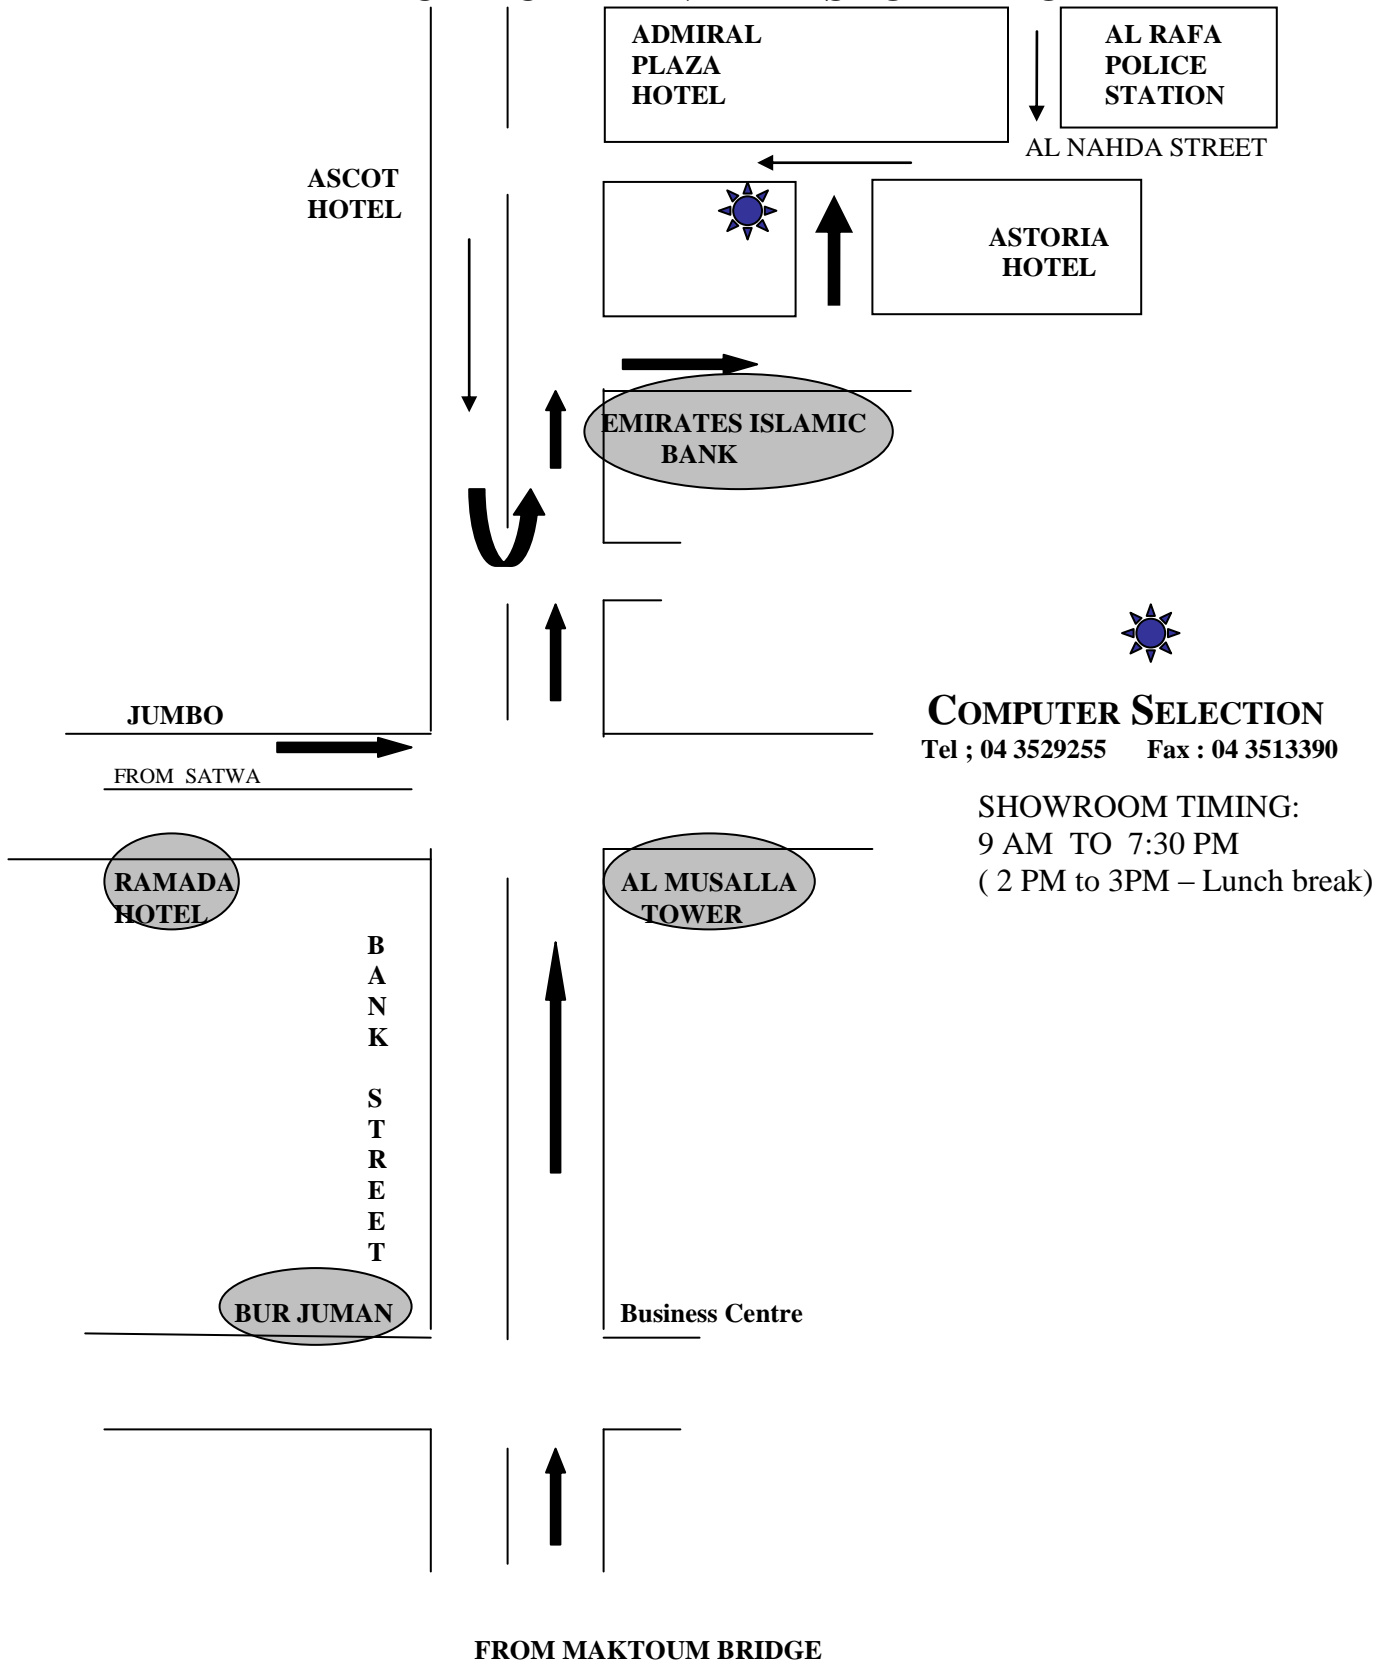 ADMIRAL
PLAZA
HOTEL
AL RAFA
POLICE
STATION
AL NAHDA STREET
ASCOT
HOTEL
ASTORIA
HOTEL
EMIRATES ISLAMIC
BANK
COMPUTER SELECTION
Tel ; 04 3529255 Fax : 04 3513390
SHOWROOM TIMING:
9 AM TO 7:30 PM
( 2 PM to 3PM – Lunch break)
JUMBO
FROM SATWA
RAMADA
HOTEL
AL MUSALLA
TOWER
B
A
N
K
S
T
R
E
E
T
BUR JUMAN
Business Centre
FROM MAKTOUM BRIDGE